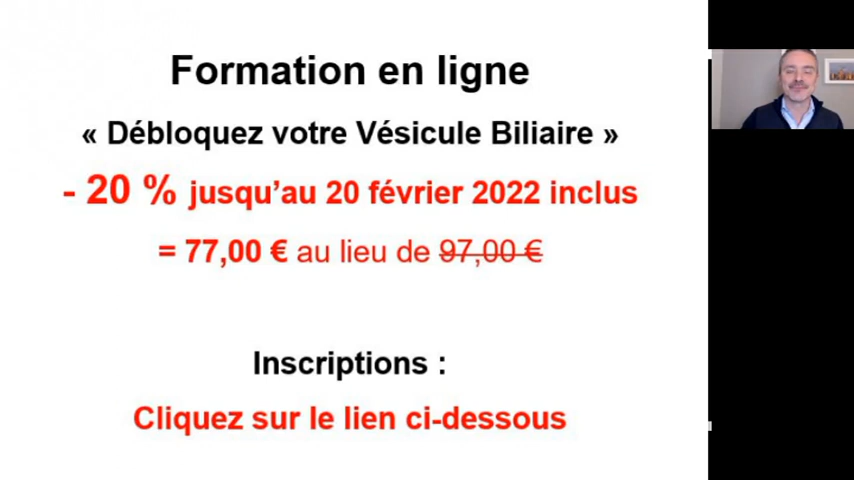 Formation en ligne
« Débloquez votre Vésicule Biliaire »
- 20 % jusqu’au 20 février 2022 inclus
= 77,00 € au lieu de 97,00 €
Inscriptions :
Cliquez sur le lien ci-dessous